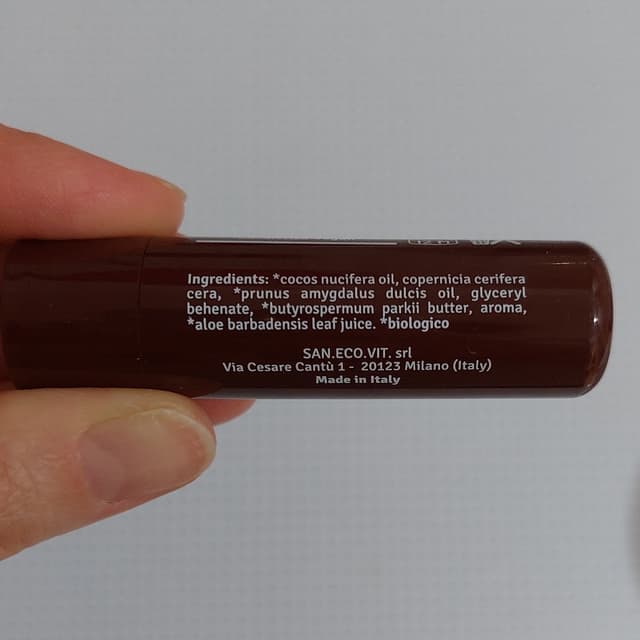 Ingredients: *cocos nucifera oil, copernicia cerifera
cera, *prunus amygdalus dulcis oil, glyceryl
behenate, *butyrospermum parkii butter, aroma,
*aloe barbadensis leaf juice. *biologico
SAN.ECO.VIT. srl
Via Cesare Cantù 1 - 20123 Milano (Italy)
Made in Italy